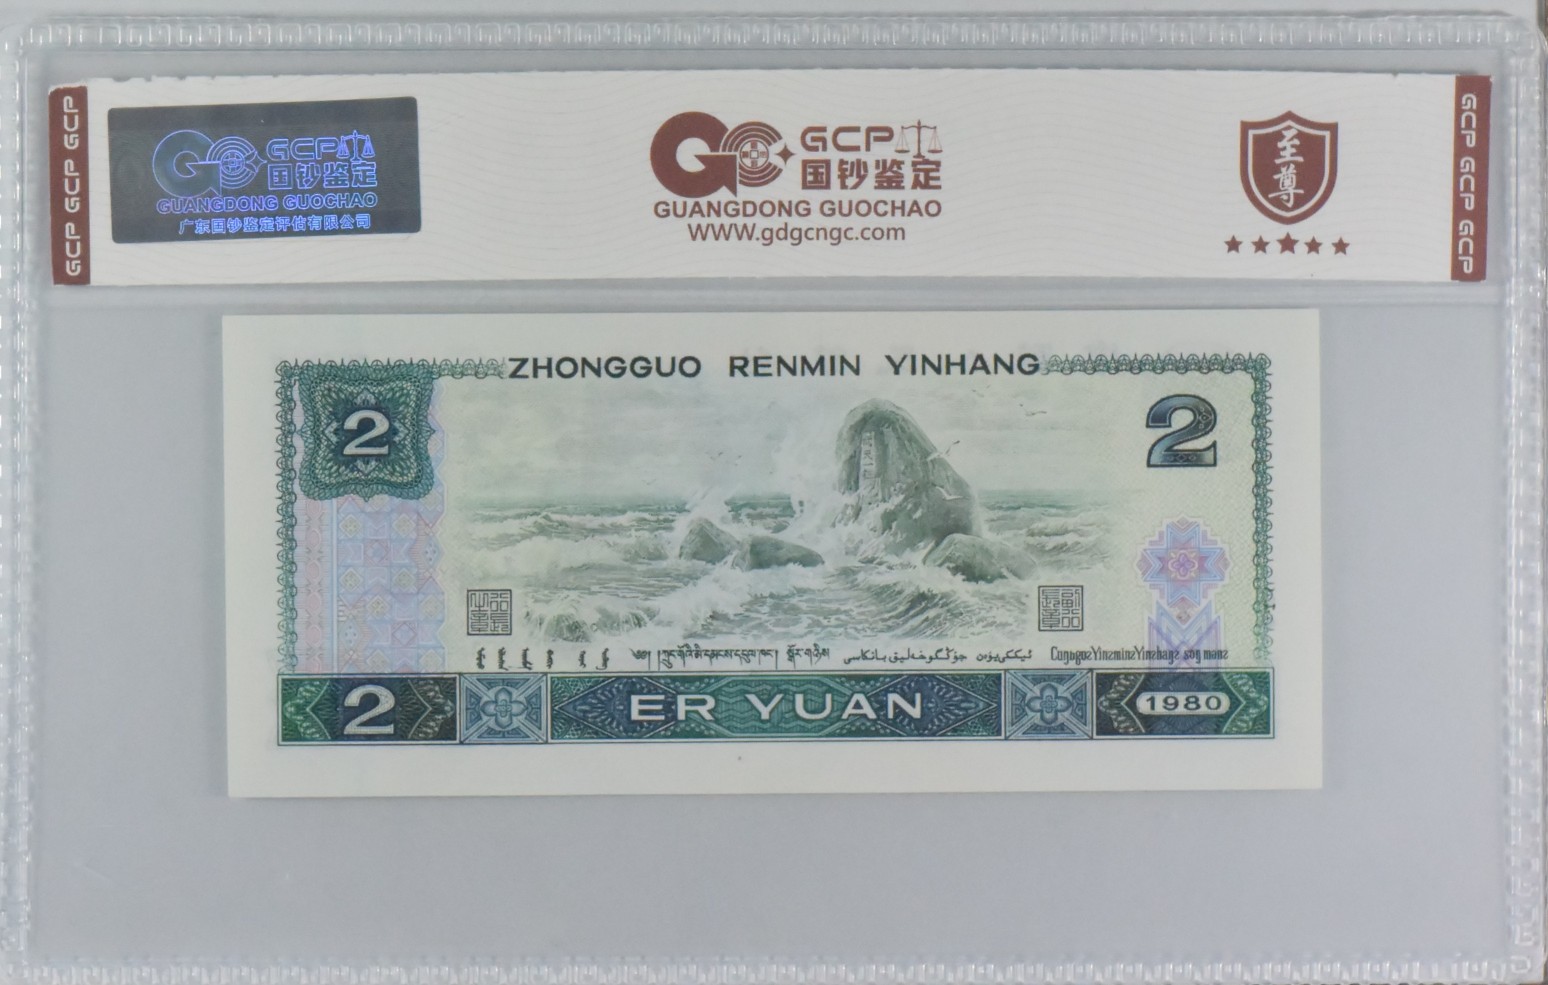 GCP GCP GCP
GCP
国钞鉴定
GUANGDONG GUOCHAO
广东国钞鉴定评估有限公司
GCP
国钞鉴定
GUANGDONG GUOCHAO
WWW.gdgcngc.com
至尊
GCP GCP GCP
ZHONGGUO RENMIN YINHANG
2
2
2
ER YUAN
1980